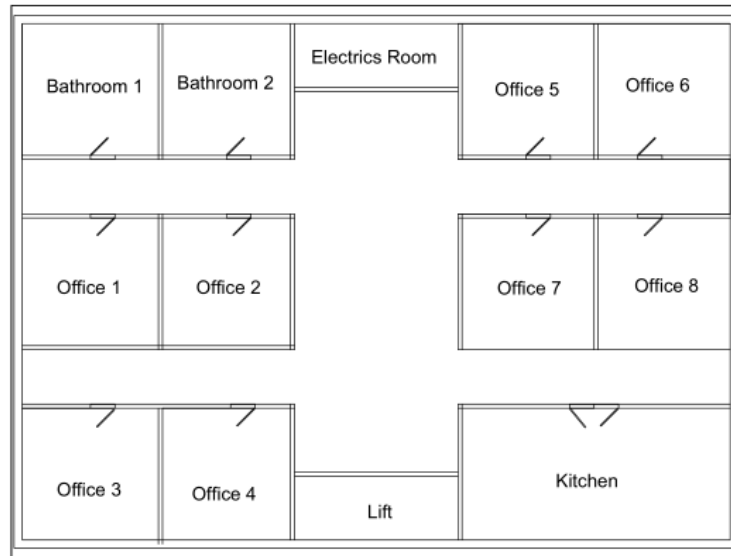 Bathroom 1
Bathroom 2
Electrics Room
Office 5
Office 6
Office 1
Office 2
Office 7
Office 8
Office 3
Office 4
Lift
Kitchen